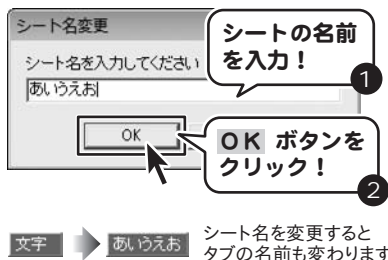 シート名変更
シートの名前
を入力！
1
シート名を入力してください
あいうえお
OK
OK ボタンを
クリック！
2
文字
あいうえお
シート名を変更すると
タブの名前も変わります